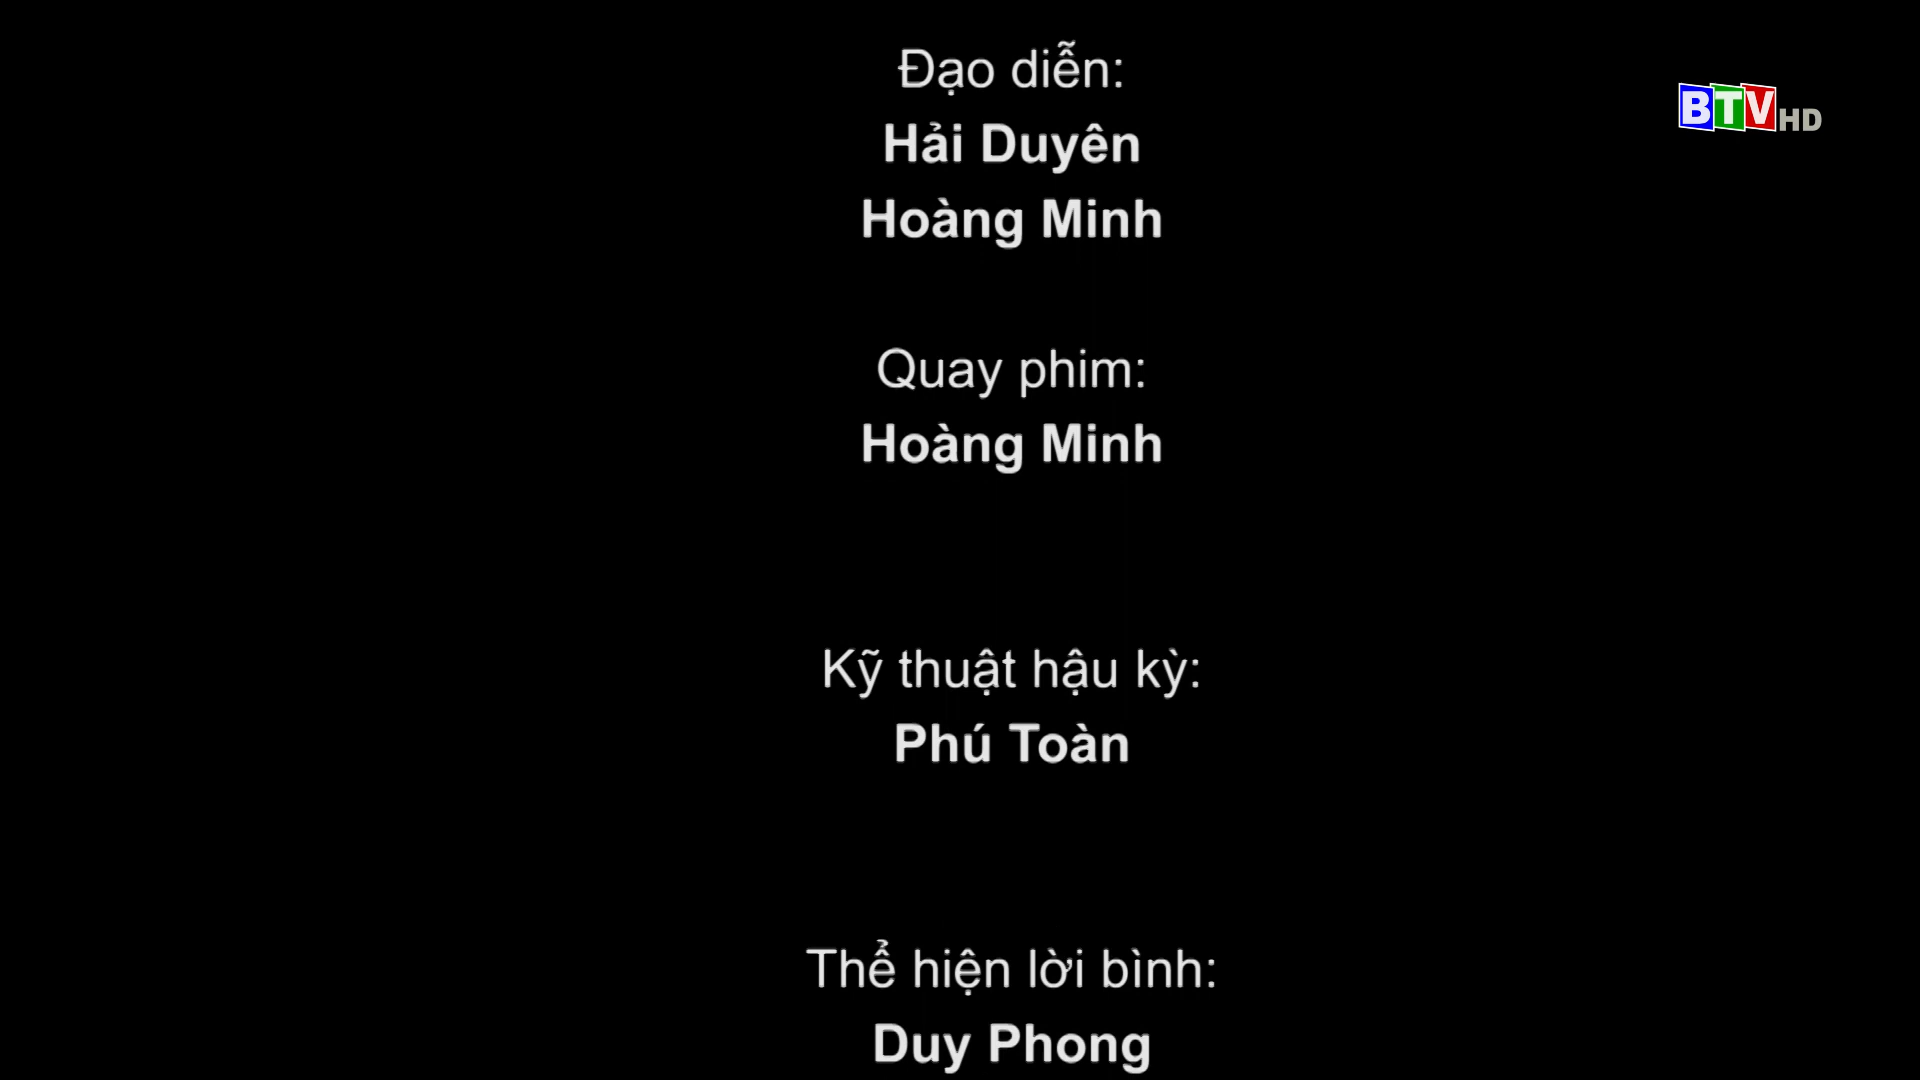 Đạo diễn:
BTV HD
Hải Duyên
Hoàng Minh
Quay phim:
Hoàng Minh
Kỹ thuật hậu kỳ:
Phú Toàn
Thể hiện lời bình:
Duy Phong